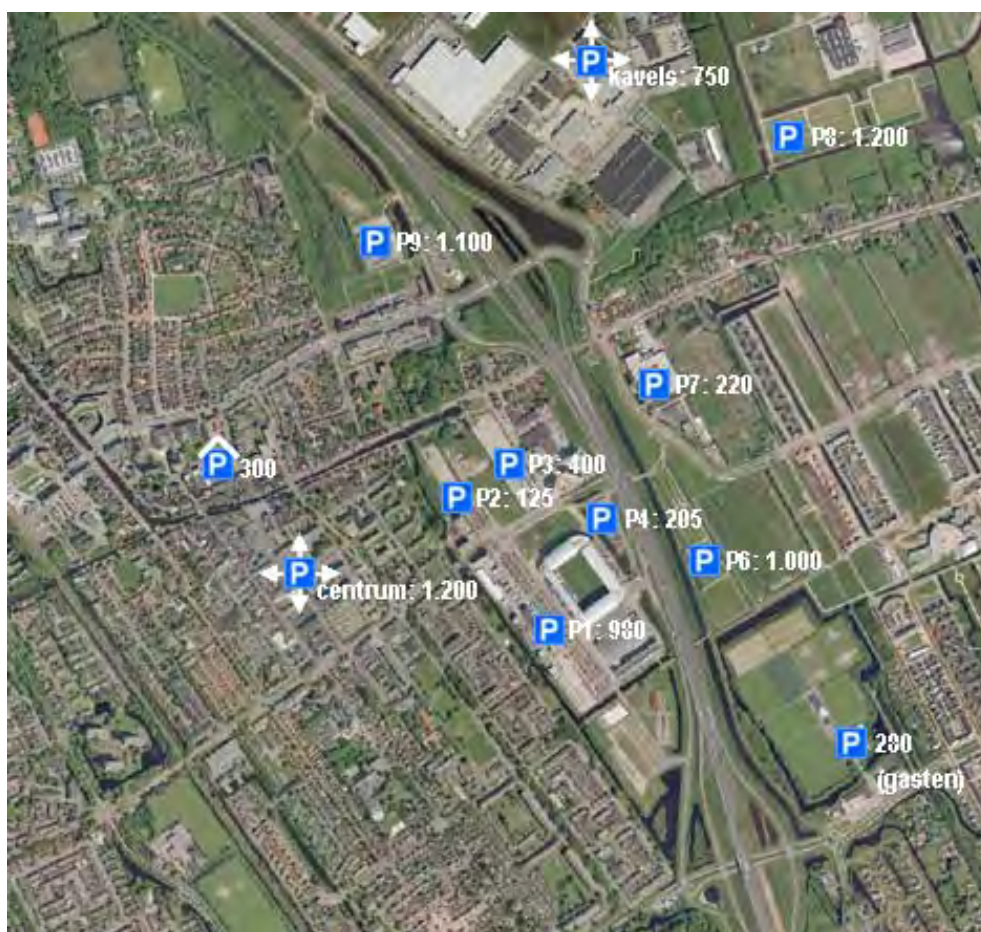 P
kavels: 750
P P8: 1.200
P P9: 1.100
P P7: 220
P 300
P P3: 400
P P2: 125
P P4: 205
P P6: 1.000
P
centrum: 1.200
P P1: 980
P 280
(gasten)